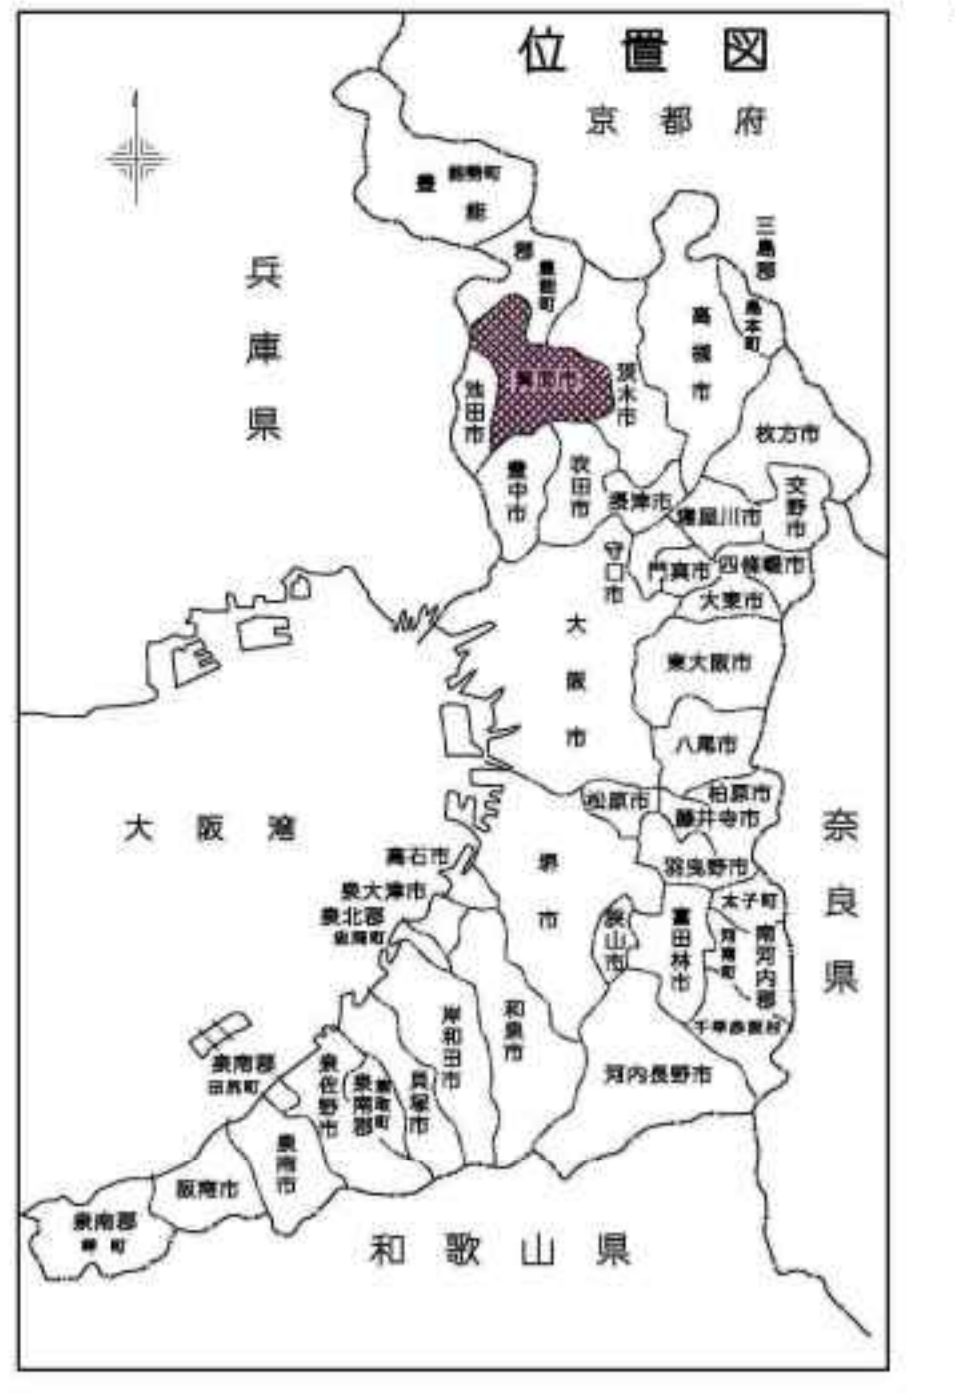 位置図
京都府
兵庫県
豊能郡
能勢町
豊能町
三島郡
島本町
高槻市
箕面市
茨木市
池田市
枚方市
豊中市
吹田市
摂津市
寝屋川市
交野市
守口市
門真市
四條畷市
大東市
大阪市
東大阪市
八尾市
松原市
柏原市
藤井寺市
大阪湾
奈良県
高石市
堺市
羽曳野市
泉大津市
太子町
泉北郡
忠岡町
狭山市
富田林市
河南町
南河内郡
千早赤阪村
和泉市
岸和田市
貝塚市
河内長野市
泉南郡
田尻町
泉佐野市
泉南郡
熊取町
泉南市
阪南市
泉南郡
岬町
和歌山県